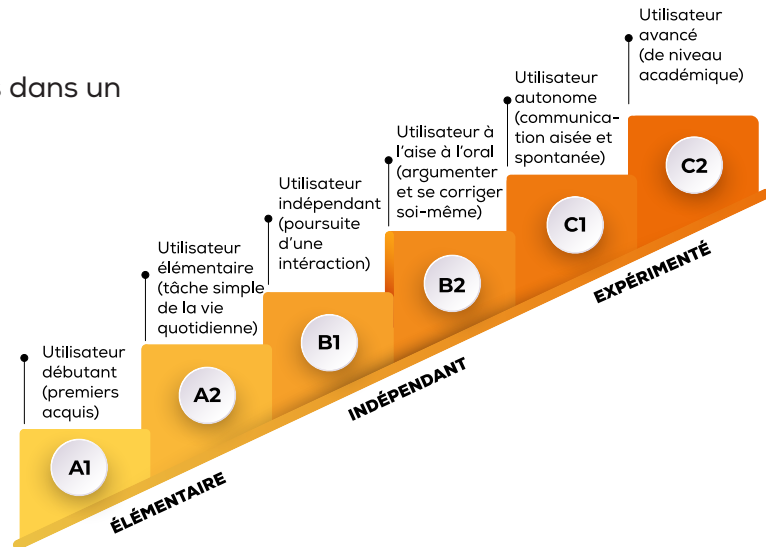 s dans un
Utilisateur
débutant
(premiers
acquis)
A1
Utilisateur
élémentaire
(tâche simple
de la vie
quotidienne)
A2
ÉLÉMENTAIRE
Utilisateur
indépendant
(poursuite
d'une
intéraction)
B1
Utilisateur à
l'aise à l'oral
(argumenter
et se corriger
soi-même)
B2
INDÉPENDANT
Utilisateur
autonome
(communica-
tion aisée et
spontanée)
C1
Utilisateur
avancé
(de niveau
académique)
C2
EXPÉRIMENTÉ